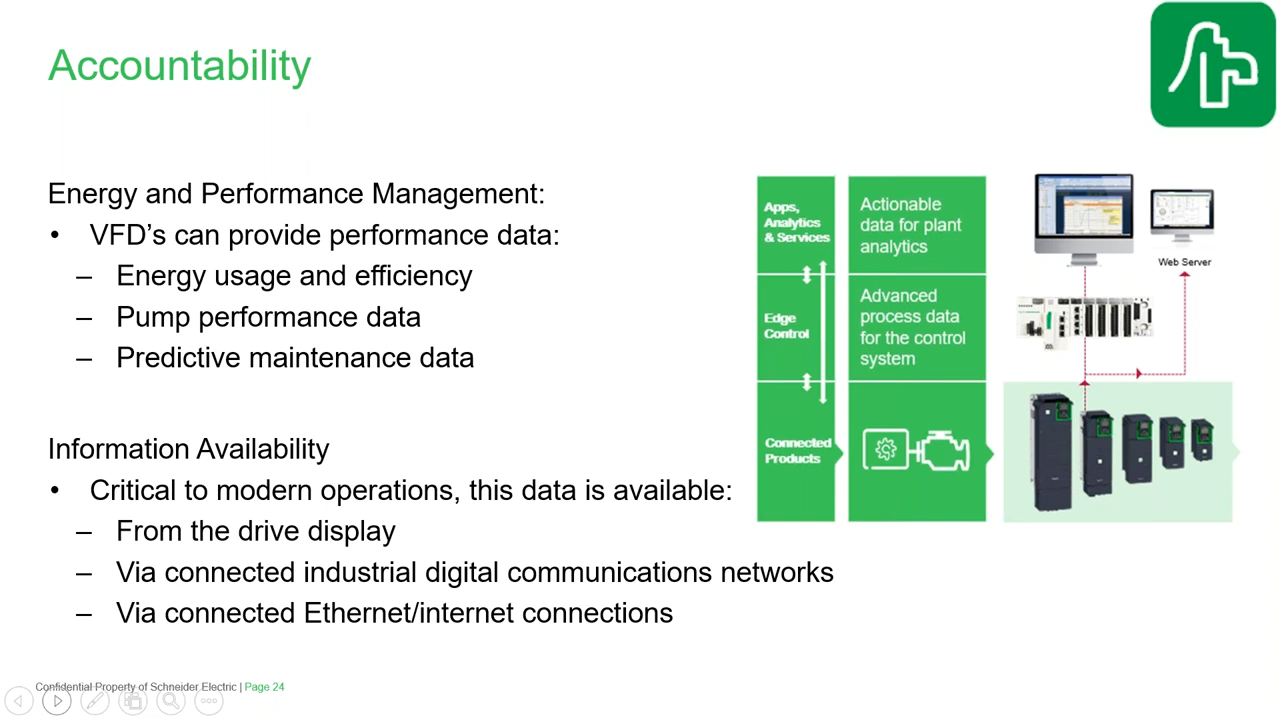 Accountability
Energy and Performance Management:
• VFD’s can provide performance data:
– Energy usage and efficiency
– Pump performance data
– Predictive maintenance data
Information Availability
• Critical to modern operations, this data is available:
– From the drive display
– Via connected industrial digital communications networks
– Via connected Ethernet/internet connections
Apps,
Analytics
& Services
Actionable
data for plant
analytics
Web Server
Edge
Control
Advanced
process data
for the control
system
Connected
Products
Confidential Property of Schneider Electric | Page 24